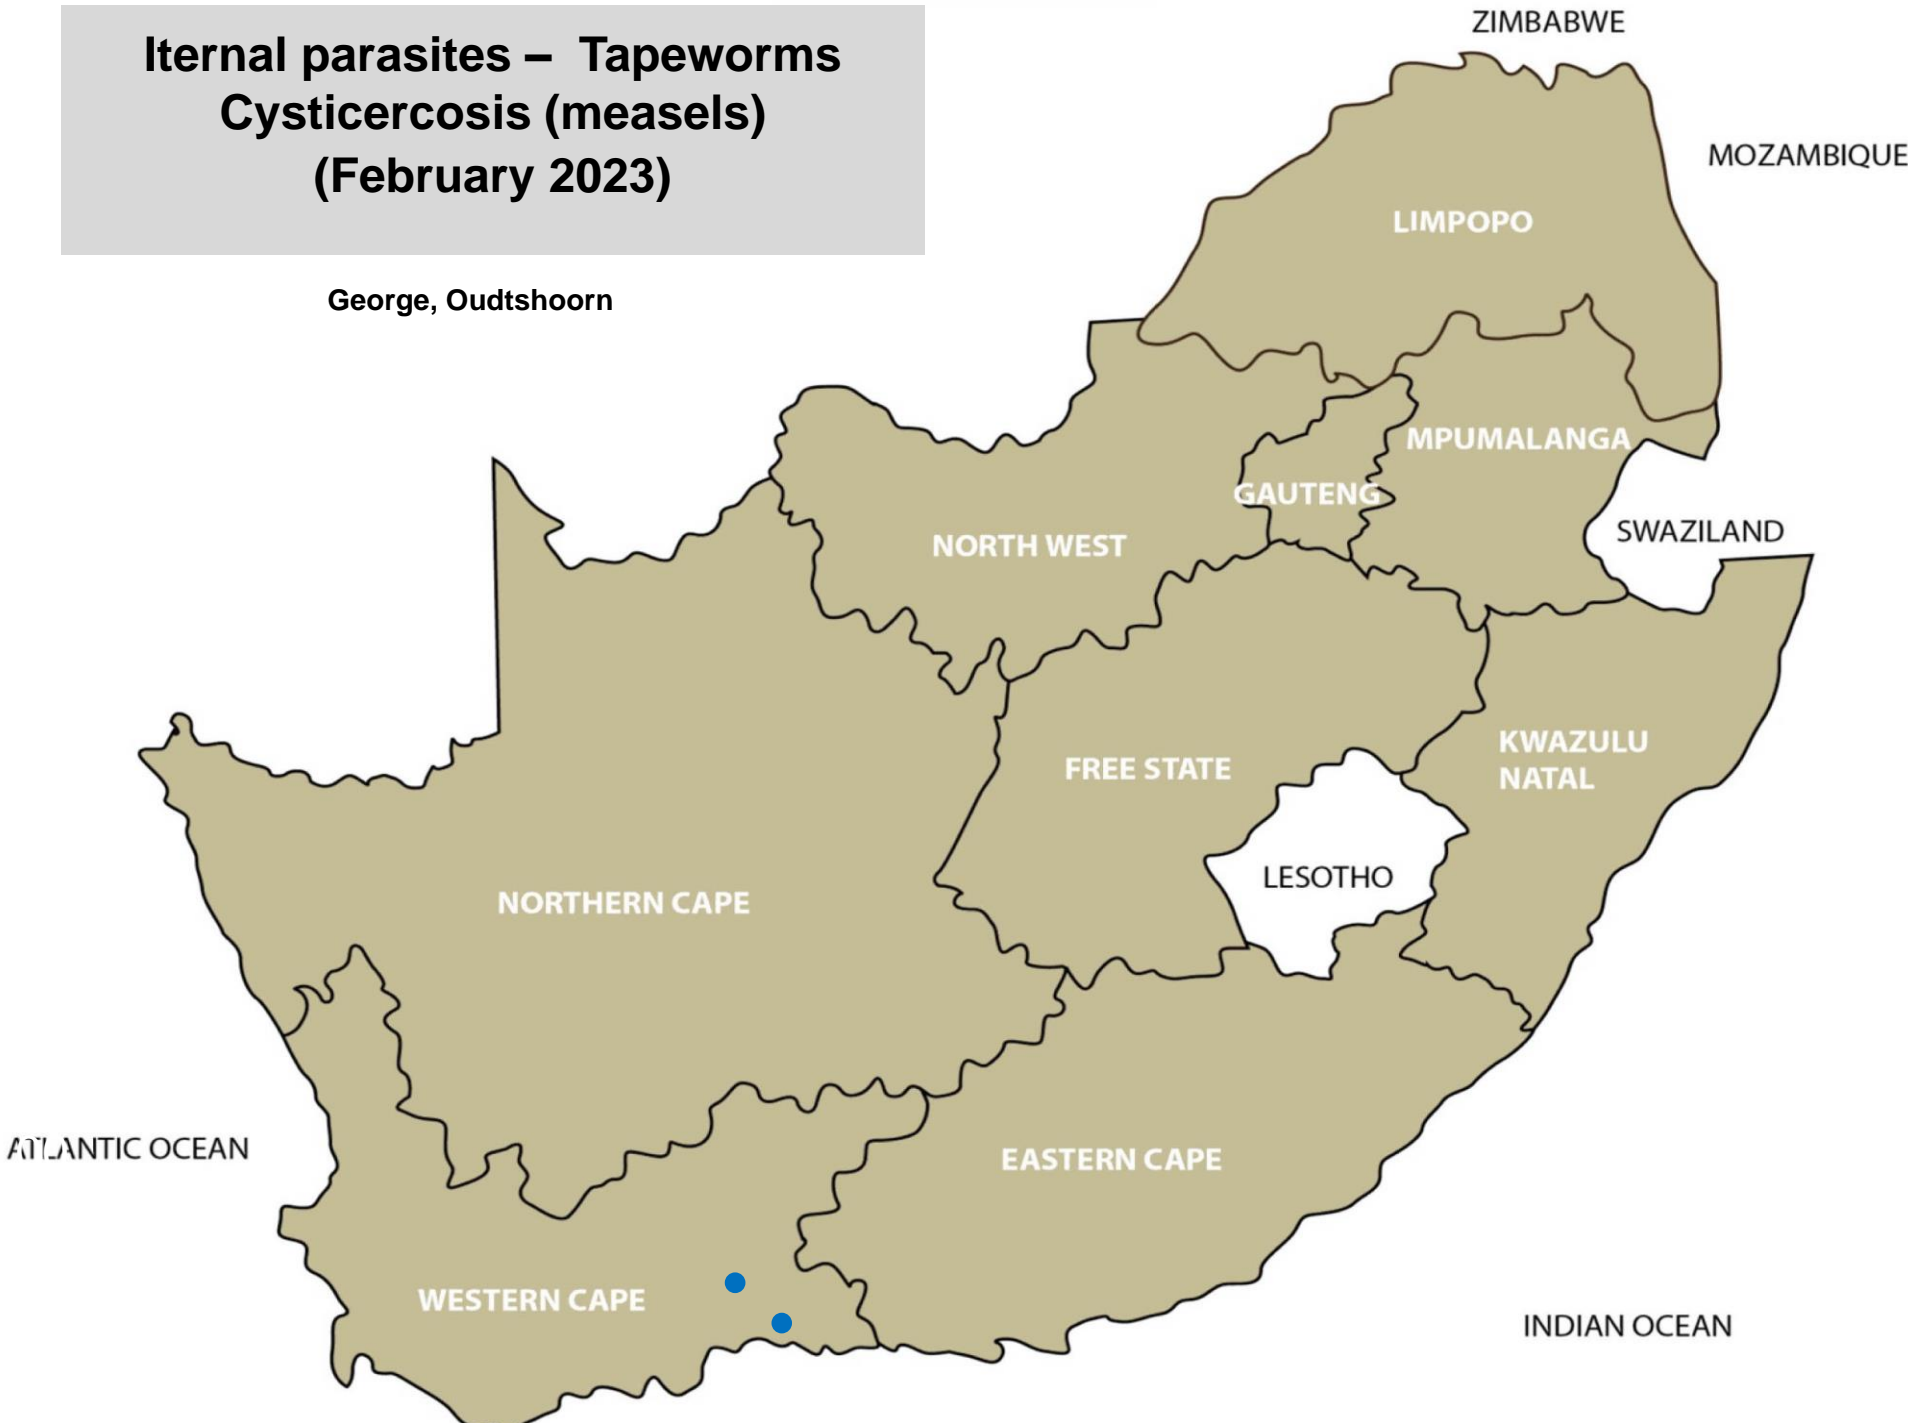 Iternal parasites – Tapeworms
Cysticercosis (measels)
(February 2023)
George, Oudtshoorn
ZIMBABWE
MOZAMBIQUE
LIMPOPO
MPUMALANGA
GAUTENG
SWAZILAND
NORTH WEST
KWAZULU
NATAL
FREE STATE
LESOTHO
NORTHERN CAPE
ATLANTIC OCEAN
EASTERN CAPE
WESTERN CAPE
INDIAN OCEAN